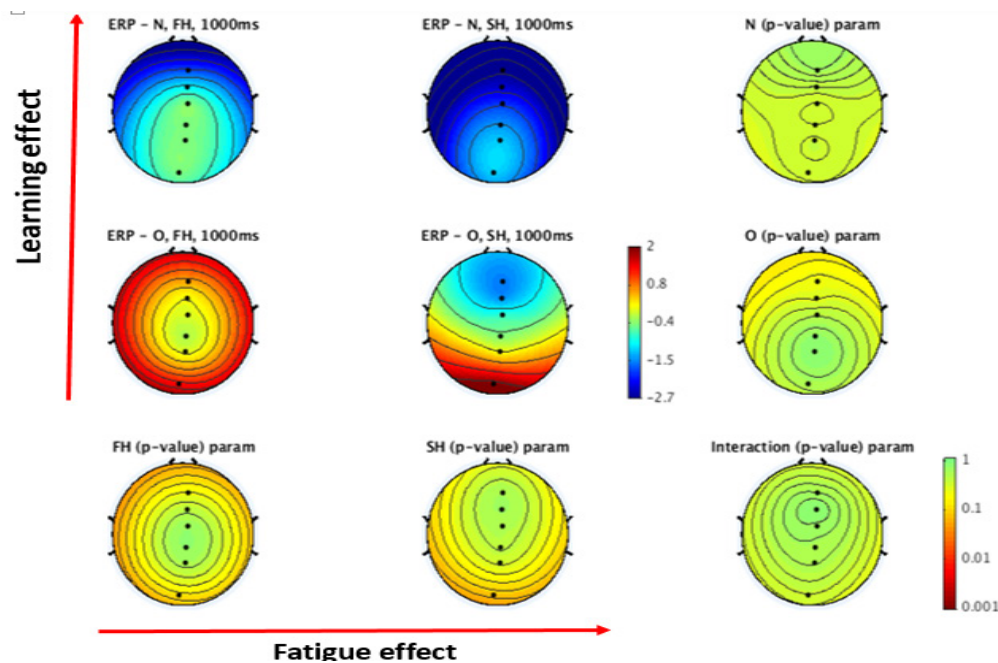 ERP - N, FH, 1000ms
ERP - N, SH, 1000ms
N (p-value) param
Learning effect
ERP - O, FH, 1000ms
ERP - O, SH, 1000ms
O (p-value) param
2
0.8
-0.4
-1.5
-2.7
FH (p-value) param
SH (p-value) param
Interaction (p-value) param
1
0.1
0.01
0.001
Fatigue effect